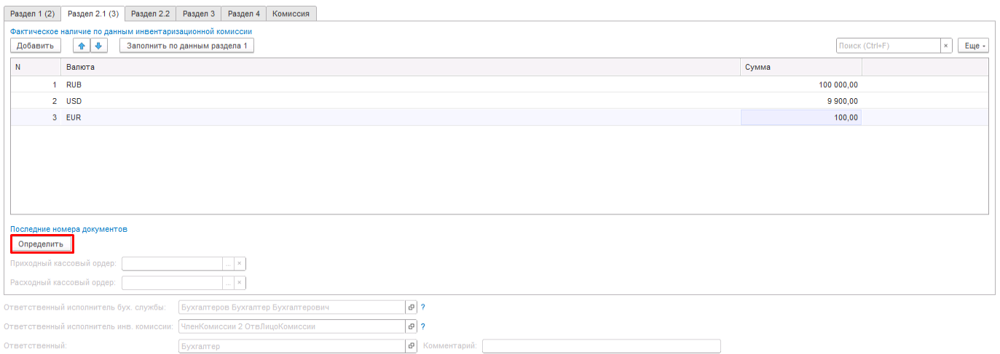 Раздел 1 (2) Раздел 2.1 (3) Раздел 2.2 Раздел 3 Раздел 4 Комиссия
Фактическое наличие по данным инвентаризационной комиссии
Добавить Заполнить по данным раздела 1 Поиск (Ctrl+F) × Еще
N Валюта Сумма
1 RUB 100 000,00
2 USD 9 900,00
3 EUR 100,00
Последние номера документов
Определить
Приходный кассовый ордер: ... ×
Расходный кассовый ордер: ... ×
Ответственный исполнитель бух. службы: Бухгалтеров Бухгалтер Бухгалтерович ?
Ответственный исполнитель инв. комиссии: ЧленКомиссии 2 ОтвЛицоКомиссии ?
Ответственный: Бухгалтер Комментарий: